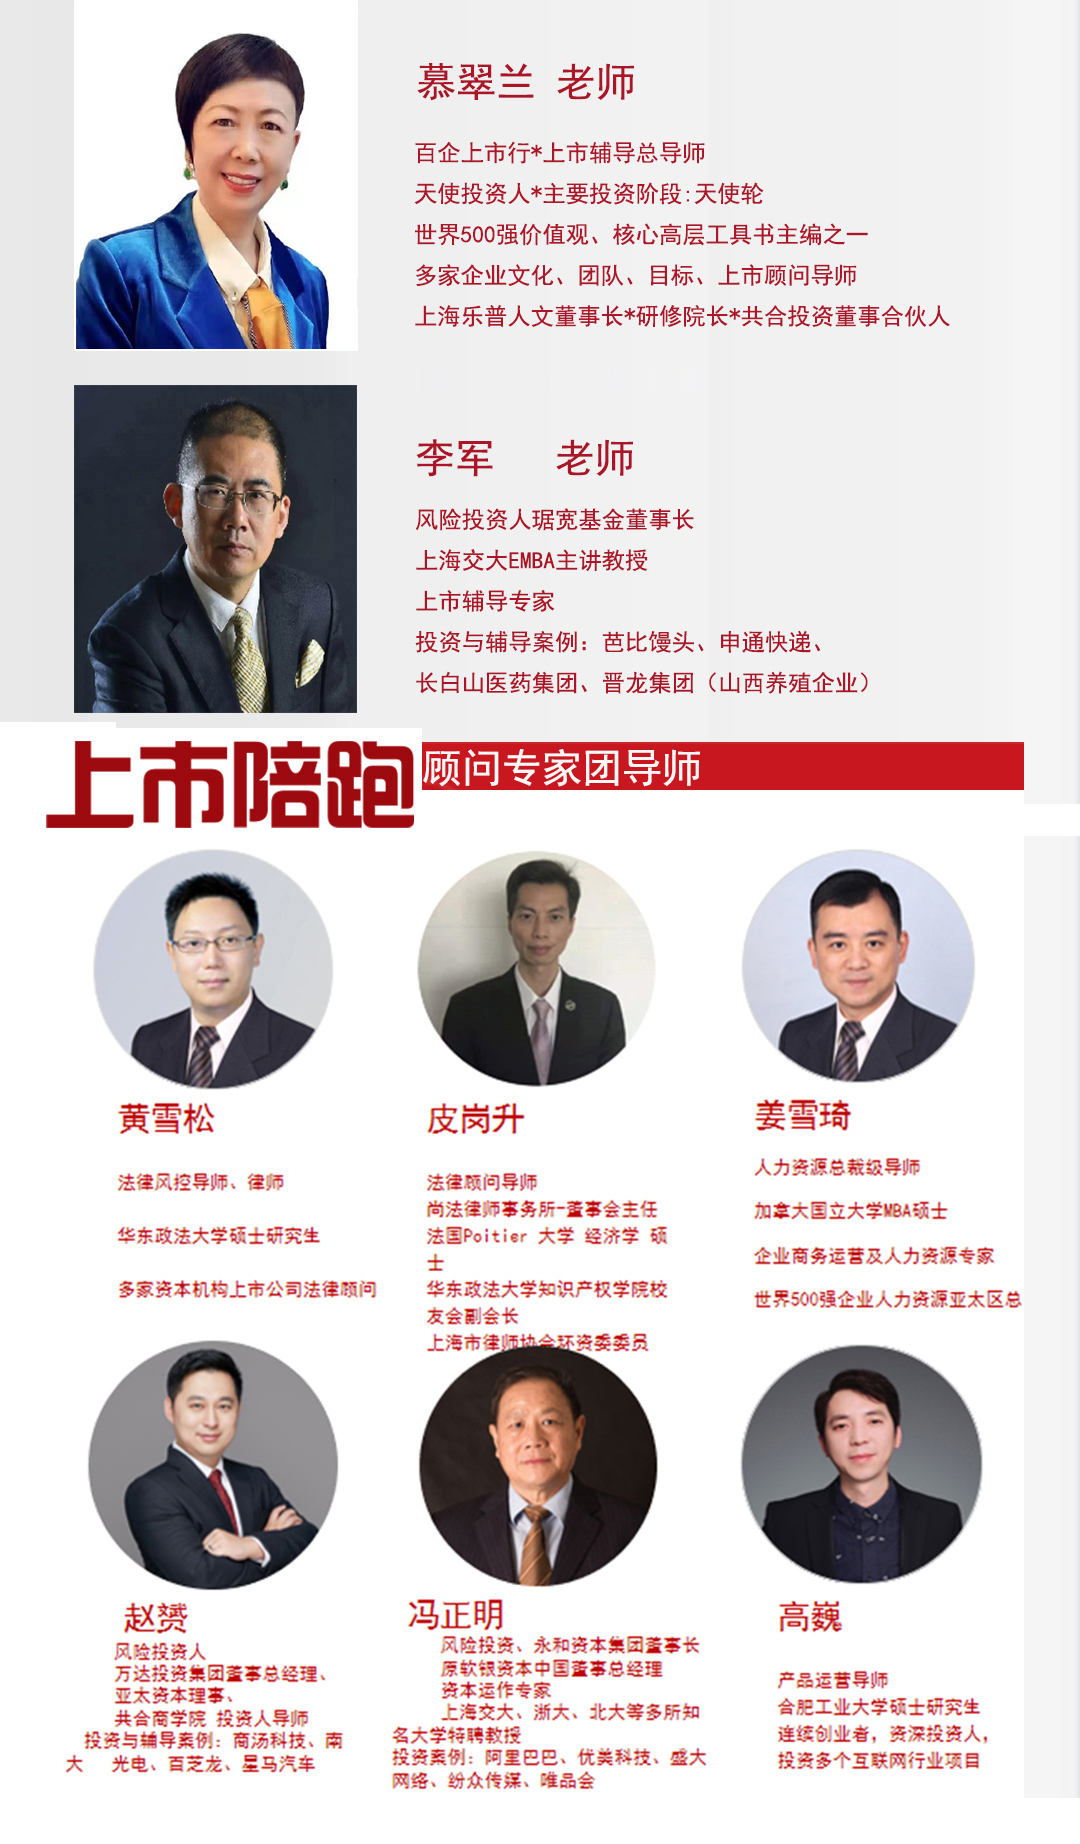 慕翠兰 老师
百企上市行*上市辅导总导师
天使投资人*主要投资阶段:天使轮
世界500强价值观、核心高层工具书主编之一
多家企业文化、团队、目标、上市顾问导师
上海乐普人文董事长*研修院长*共合投资董事合伙人
李军 老师
风险投资人琚宽基金董事长
上海交大EMBA主讲教授
上市辅导专家
投资与辅导案例：芭比馒头、申通快递、
长白山医药集团、晋龙集团（山西养殖企业）
上市陪跑 顾问专家团导师
黄雪松
法律风控导师、律师
华东政法大学硕士研究生
多家资本机构上市公司法律顾问
皮岗升
法律顾问导师
尚法律师事务所-董事会主任
法国Poitier 大学 经济学 硕
士
华东政法大学知识产权学院校
友会副会长
上海市律师协会环资委委员
姜雪琦
人力资源总裁级导师
加拿大国立大学MBA硕士
企业商务运营及人力资源专家
世界500强企业人力资源亚太区总
赵赟
风险投资人
万达投资集团董事总经理、
亚太资本理事、
共合商学院 投资人导师
投资与辅导案例：商汤科技、南
大 光电、百芝龙、星马汽车
冯正明
风险投资、永和资本集团董事长
原软银资本中国董事总经理
资本运作专家
上海交大、浙大、北大等多所知
名大学特聘教授
投资案例：阿里巴巴、优美科技、盛大
网络、纷众传媒、唯品会
高巍
产品运营导师
合肥工业大学硕士研究生
连续创业者，资深投资人，
投资多个互联网行业项目